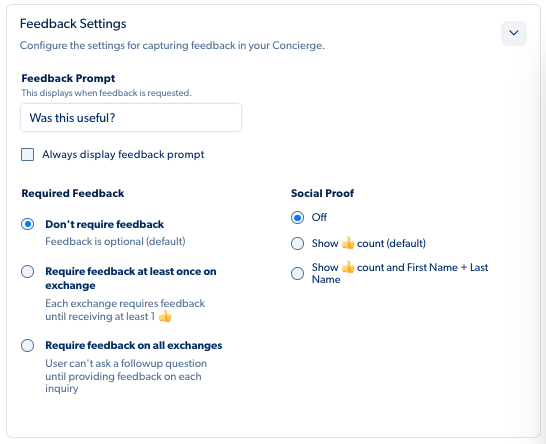 Feedback Settings
Configure the settings for capturing feedback in your Concierge.
Feedback Prompt
This displays when feedback is requested.
Was this useful?
Always display feedback prompt
Required Feedback
Don't require feedback
Feedback is optional (default)
Require feedback at least once on
exchange
Each exchange requires feedback
until receiving at least 1 👍
Require feedback on all exchanges
User can't ask a followup question
until providing feedback on each
inquiry
Social Proof
Off
Show 👍 count (default)
Show 👍 count and First Name + Last
Name